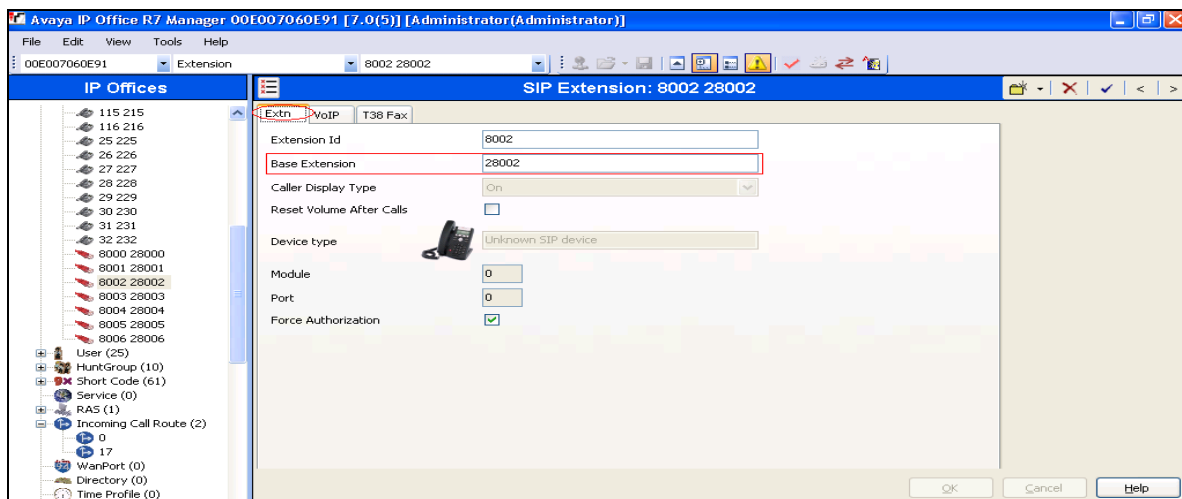 Avaya IP Office R7 Manager 00E007060E91 [7.0(5)] [Administrator(Administrator)]
File Edit View Tools Help
00E007060E91 Extension 8002 28002
IP Offices
SIP Extension: 8002 28002
115 215
116 216
25 225
26 226
27 227
28 228
29 229
30 230
31 231
32 232
8000 28000
8001 28001
8002 28002
8003 28003
8004 28004
8005 28005
8006 28006
User (25)
HuntGroup (10)
Short Code (61)
Service (0)
RAS (1)
Incoming Call Route (2)
0
17
WanPort (0)
Directory (0)
Time Profile (0)
Extn VoIP T38 Fax
Extension Id 8002
Base Extension 28002
Caller Display Type On
Reset Volume After Calls
Device type Unknown SIP device
Module 0
Port 0
Force Authorization
OK Cancel Help